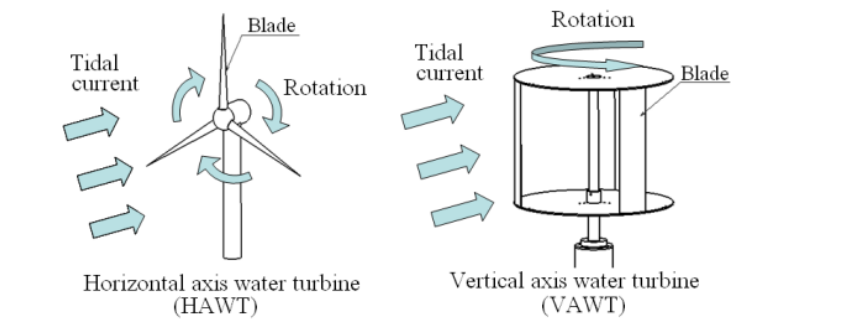 Blade
Tidal
current
Rotation
Horizontal axis water turbine
(HAWT)
Rotation
Tidal
current
Blade
Vertical axis water turbine
(VAWT)